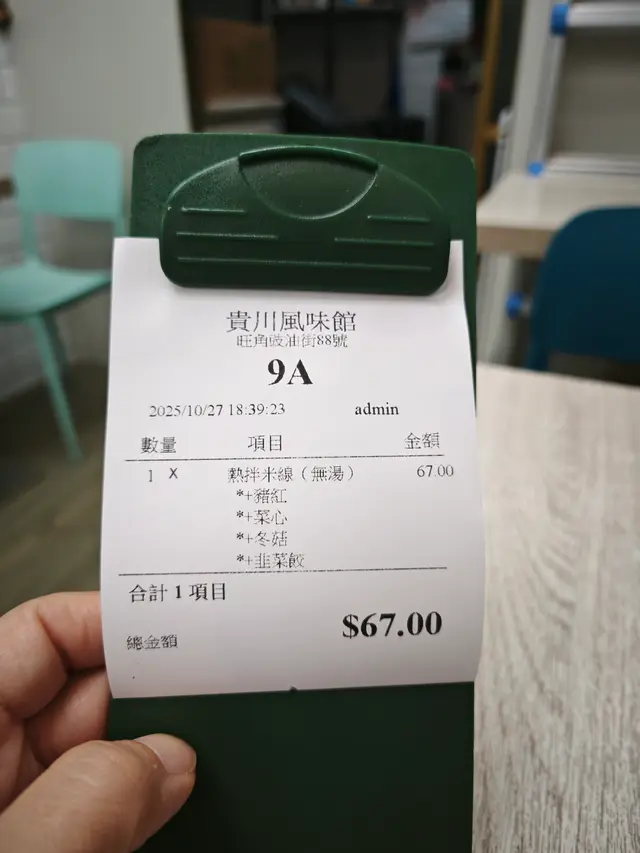 貴川風味館
旺角豉油街88號
9A
2025/10/27 18:39:23 admin
數量 項目 金額
1 X 熱拌米線（無湯） 67.00
*+豬紅
*+菜心
*+冬菇
*+韭菜餃
合計 1 項目
總金額 $67.00